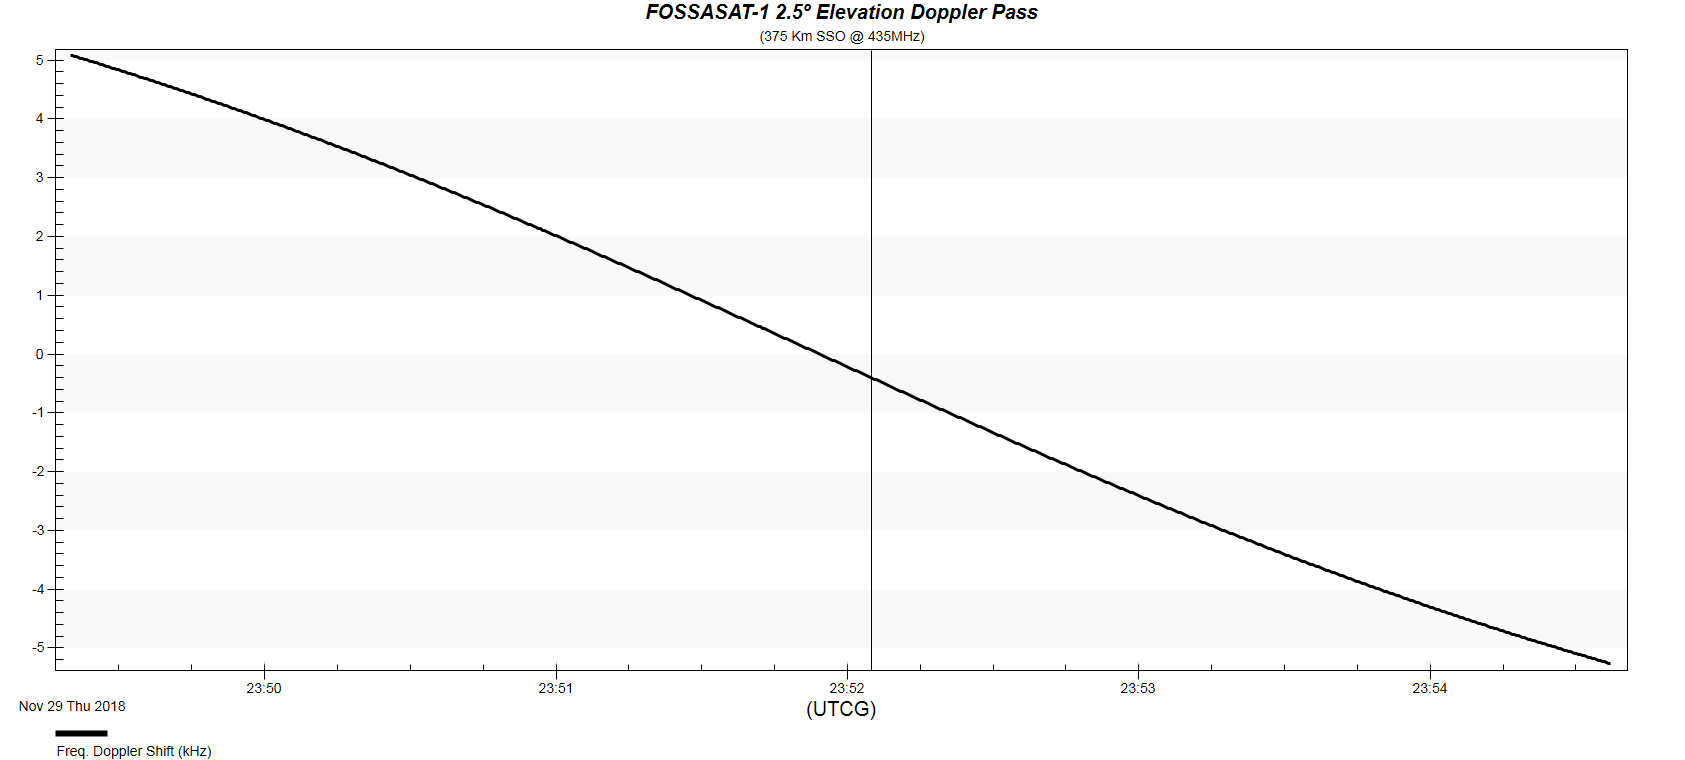 FOSSASAT-1 2.5º Elevation Doppler Pass
(375 Km SSO @ 435MHz)
5
4
3
2
1
0
-1
-2
-3
-4
-5
23:50 23:51 23:52 23:53 23:54
Nov 29 Thu 2018
(UTCG)
Freq. Doppler Shift (kHz)